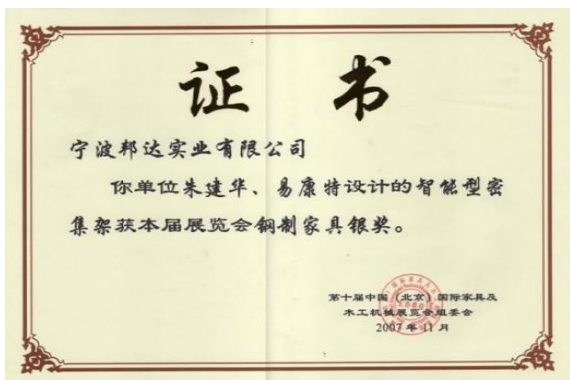 证 书
宁波邦达实业有限公司
你单位朱建华、易康特设计的智能型密
集架获本届展览会钢制家具银奖。
第十届中国(北京)国际家具及
木工机械展览会组委会
2007年11月